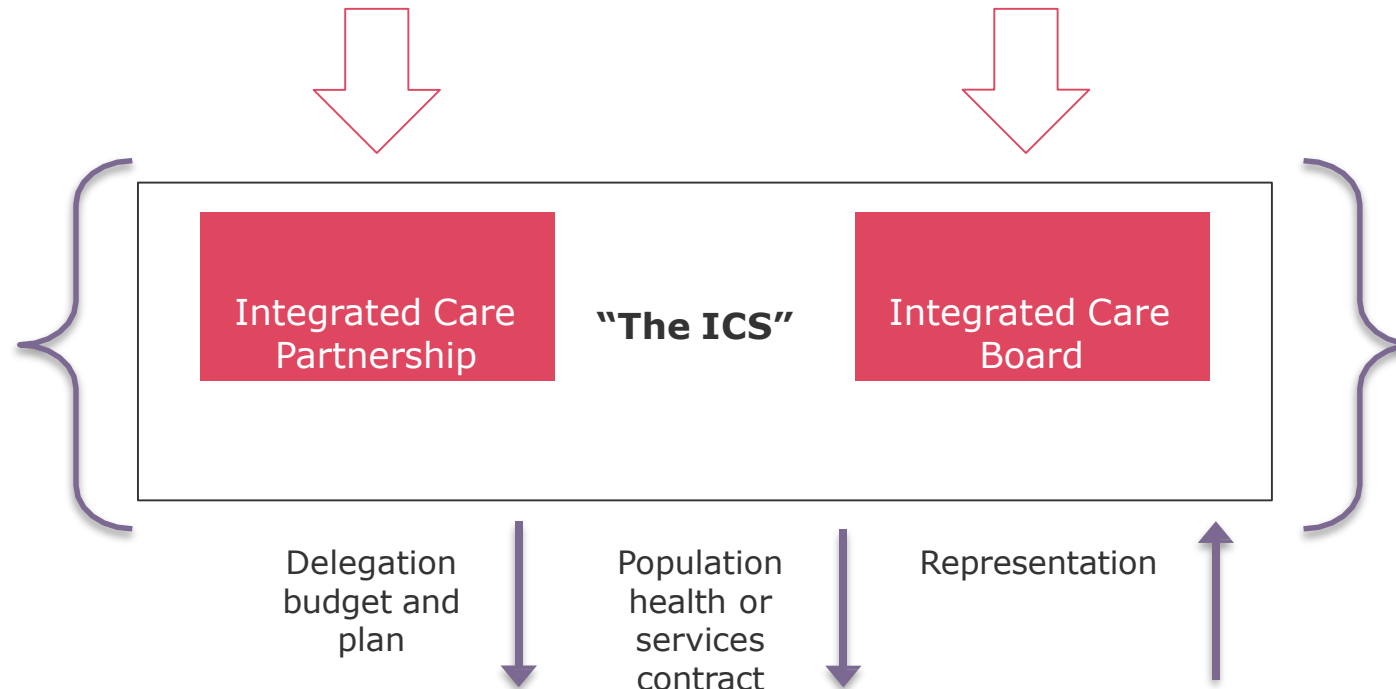 Integrated Care
Partnership
“The ICS”
Integrated Care
Board
Delegation
budget and
plan
Population
health or
services
contract
Representation